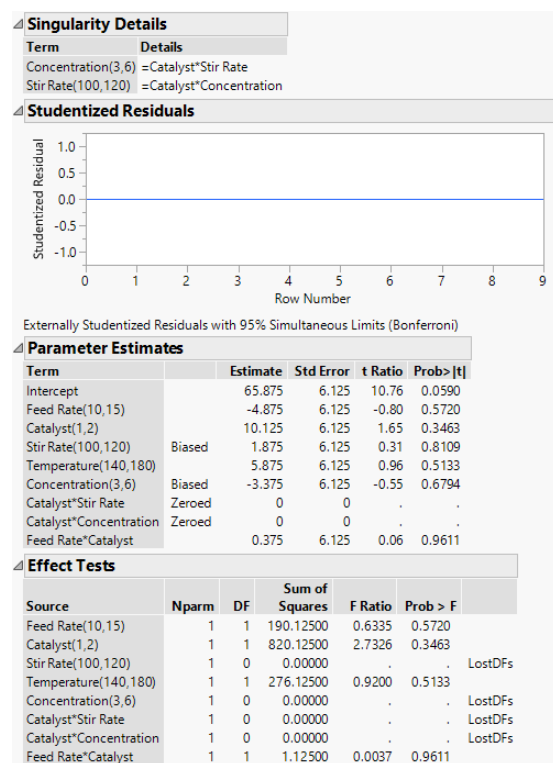 Singularity Details
Term Details
Concentration(3,6) =Catalyst*Stir Rate
Stir Rate(100,120) =Catalyst*Concentration
Studentized Residuals
Studentized Residual
1.0
0.5
0.0
-0.5
-1.0
0 1 2 3 4 5 6 7 8 9
Row Number
Externally Studentized Residuals with 95% Simultaneous Limits (Bonferroni)
Parameter Estimates
Term Estimate Std Error t Ratio Prob>|t|
Intercept 65.875 6.125 10.76 0.0590
Feed Rate(10,15) -4.875 6.125 -0.80 0.5720
Catalyst(1,2) 10.125 6.125 1.65 0.3463
Stir Rate(100,120) Biased 1.875 6.125 0.31 0.8109
Temperature(140,180) 5.875 6.125 0.96 0.5133
Concentration(3,6) Biased -3.375 6.125 -0.55 0.6794
Catalyst*Stir Rate Zeroed 0 0 . .
Catalyst*Concentration Zeroed 0 0 . .
Feed Rate*Catalyst 0.375 6.125 0.06 0.9611
Effect Tests
Sum of
Source Nparm DF Squares F Ratio Prob > F
Feed Rate(10,15) 1 1 190.12500 0.6335 0.5720
Catalyst(1,2) 1 1 820.12500 2.7326 0.3463
Stir Rate(100,120) 1 0 0.00000 . . LostDFs
Temperature(140,180) 1 1 276.12500 0.9200 0.5133
Concentration(3,6) 1 0 0.00000 . . LostDFs
Catalyst*Stir Rate 1 0 0.00000 . . LostDFs
Catalyst*Concentration 1 0 0.00000 . . LostDFs
Feed Rate*Catalyst 1 1 1.12500 0.0037 0.9611